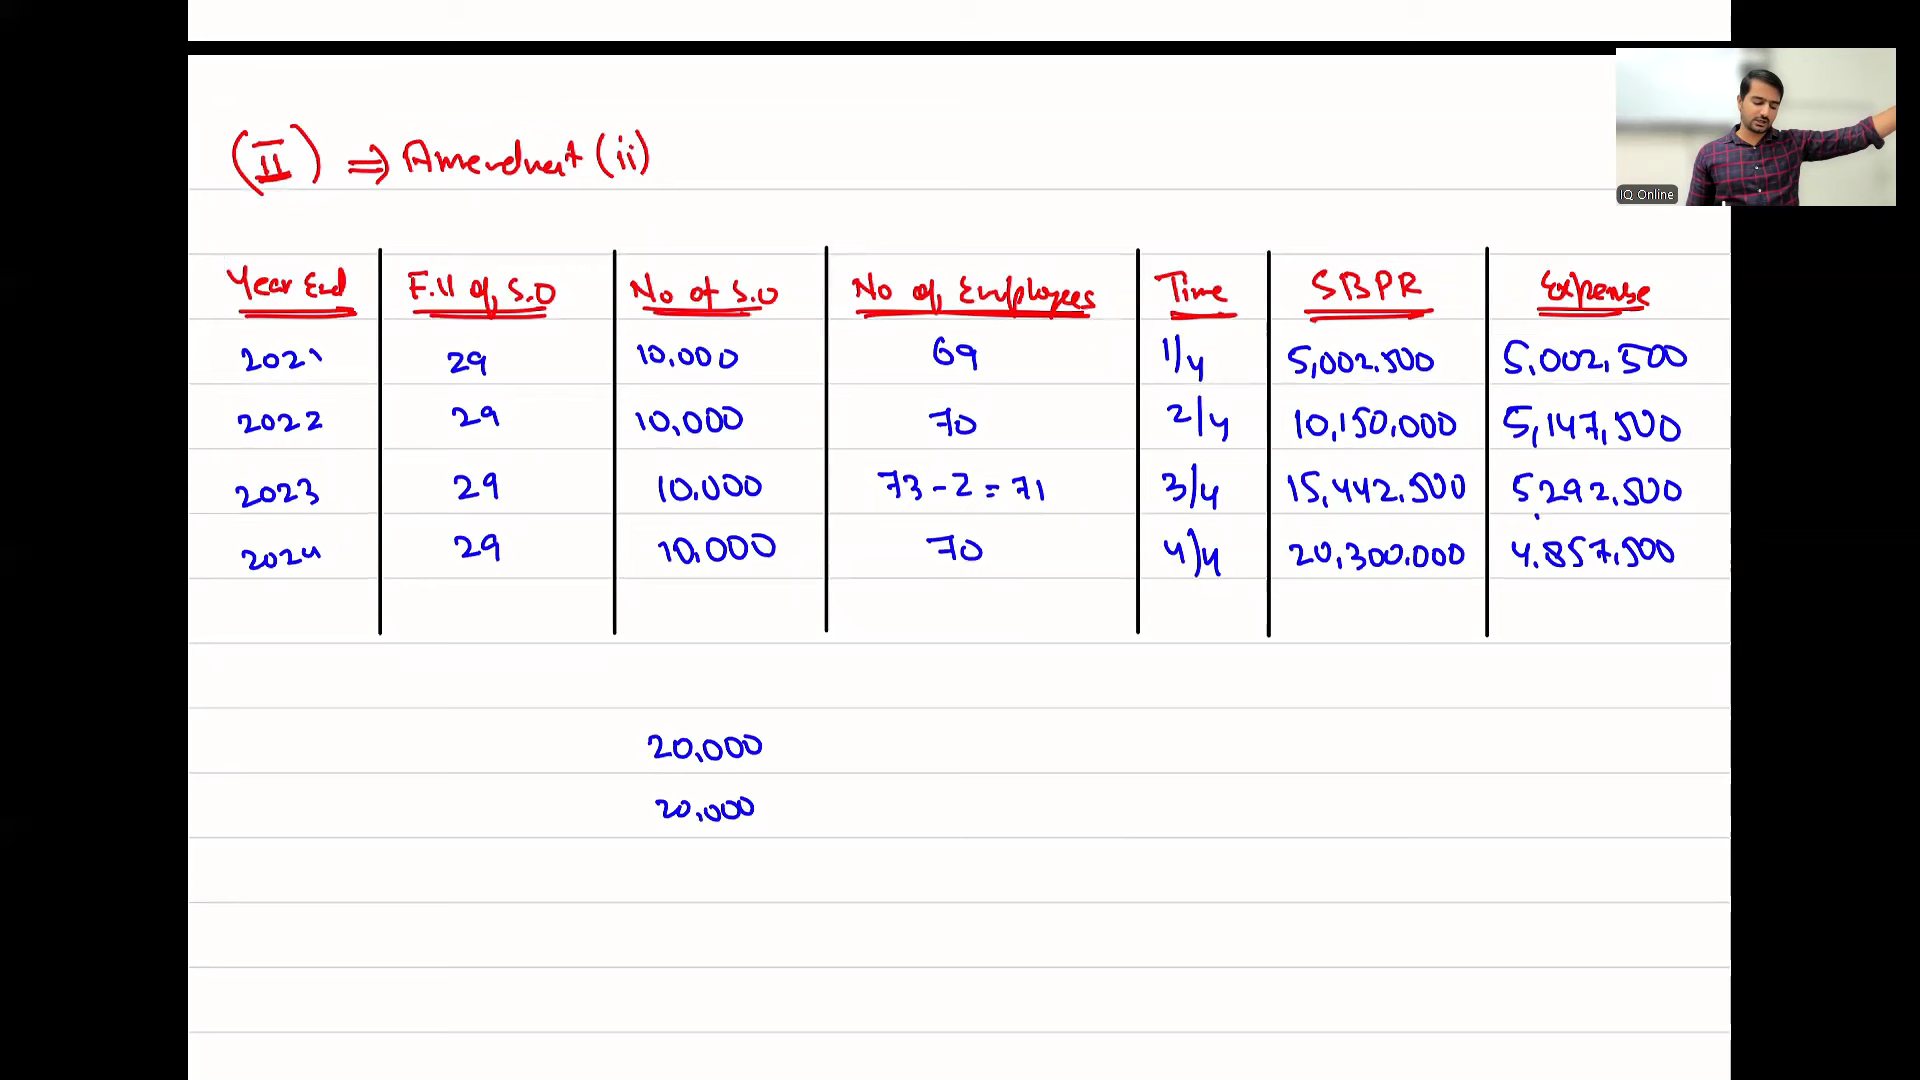 (II) ⇒ Amendment (ii)
IQ Online
Year End | F.V of S.O | No of S.O | No of Employees | Time | SBPR | Expense
2021 | 29 | 10,000 | 69 | 1/4 | 5,002,500 | 5,002,500
2022 | 29 | 10,000 | 70 | 2/4 | 10,150,000 | 5,147,500
2023 | 29 | 10,000 | 73 - 2 = 71 | 3/4 | 15,442,500 | 5,292,500
2024 | 29 | 10,000 | 70 | 4/4 | 20,300,000 | 4,857,500
20,000
20,000